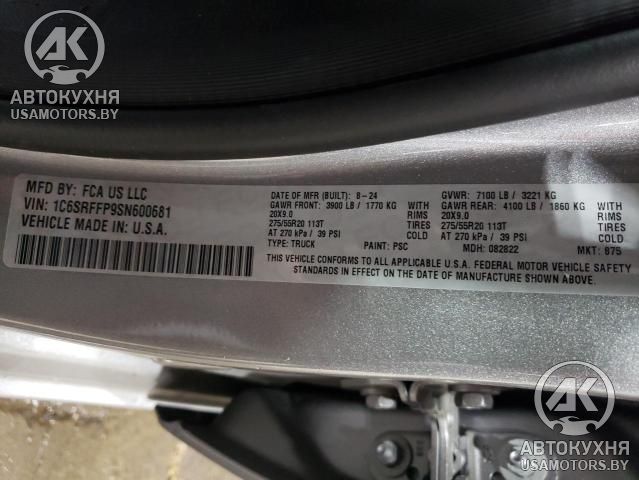 AK
АВТОКУХНЯ
USAMOTORS.BY
MFD BY: FCA US LLC
VIN: 1C6SRFFP9SN600681
VEHICLE MADE IN: U.S.A.
DATE OF MFR (BUILT): 8-24
GVWR: 7100 LB / 3221 KG
GAWR FRONT: 3900 LB / 1770 KG
GAWR REAR: 4100 LB / 1860 KG
20X9.0 RIMS
20X9.0 RIMS
275/55R20 113T TIRES
275/55R20 113T TIRES
AT 270 kPa / 39 PSI COLD
AT 270 kPa / 39 PSI COLD
TYPE: TRUCK PAINT: PSC MDH: 082822 MKT: 875
THIS VEHICLE CONFORMS TO ALL APPLICABLE U.S.A. FEDERAL MOTOR VEHICLE SAFETY
STANDARDS IN EFFECT ON THE DATE OF MANUFACTURE SHOWN ABOVE.
AK
АВТОКУХНЯ
USAMOTORS.BY